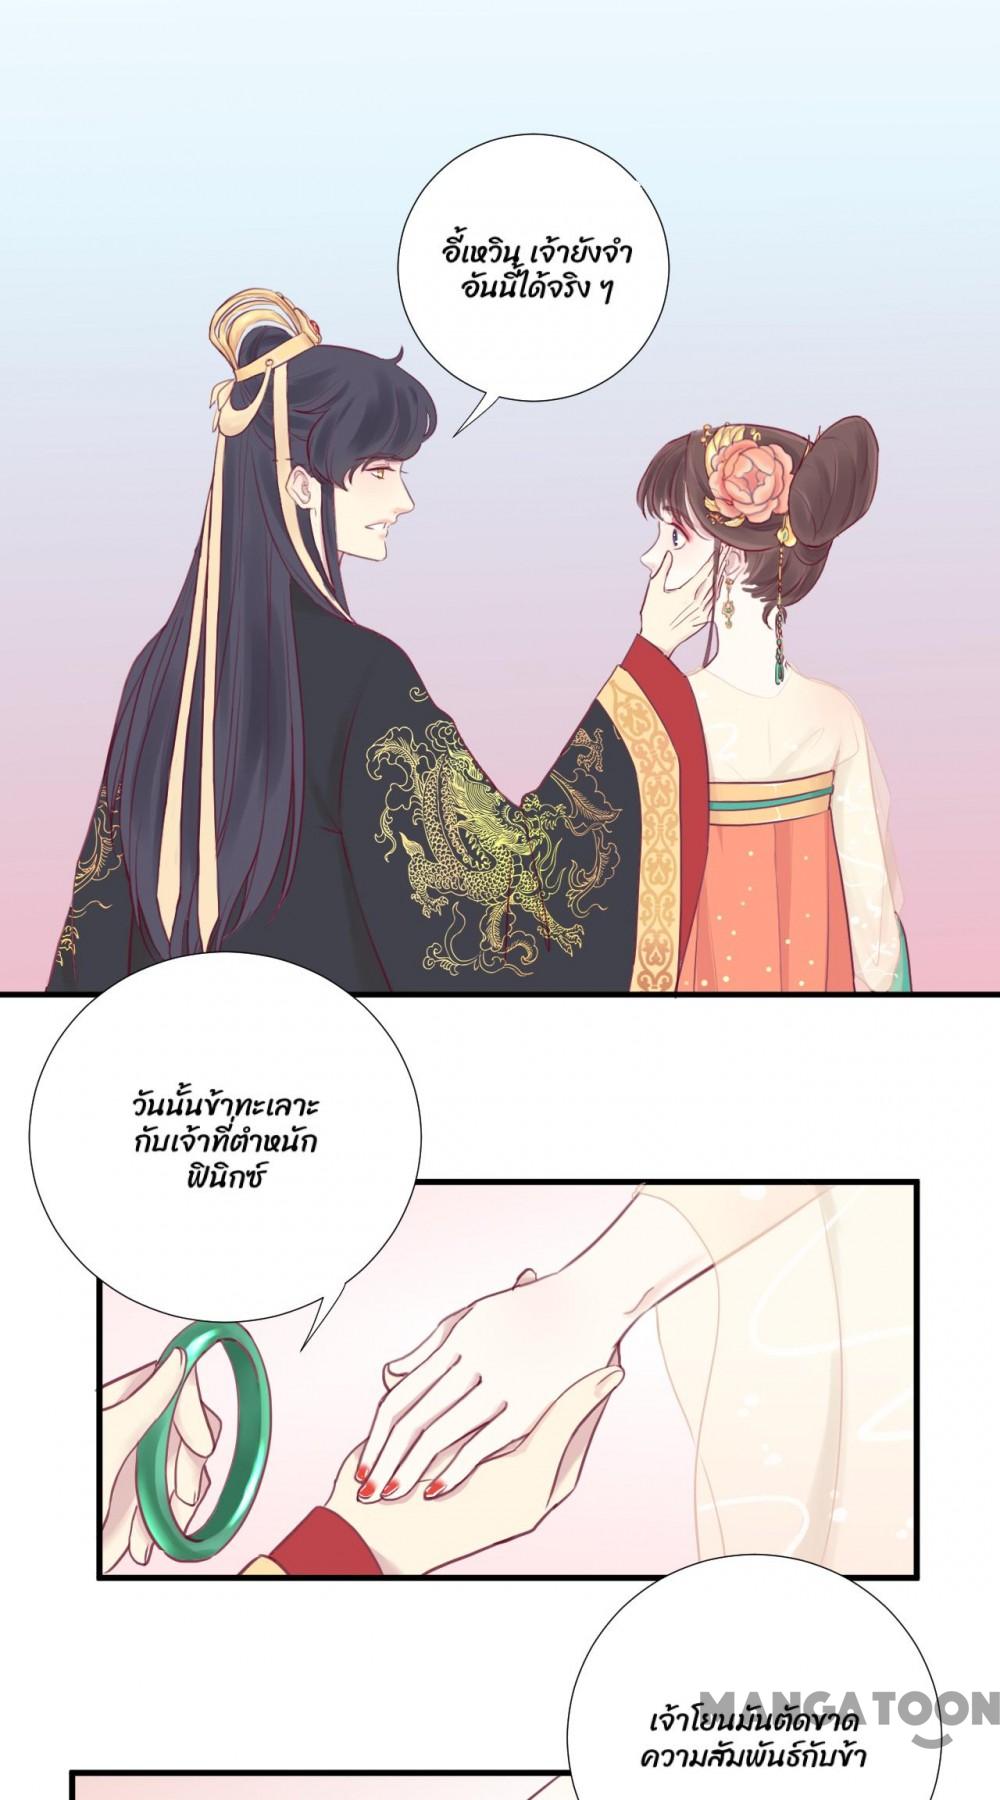 อี้เหวิน เจ้ายังจำ
อันนี้ได้จริง ๆ
วันนั้นข้าทะเลาะ
กับเจ้าที่ตำหนัก
ฟินิกซ์
MANGATOON
เจ้าโยนมันตัดขาด
ความสัมพันธ์กับข้า